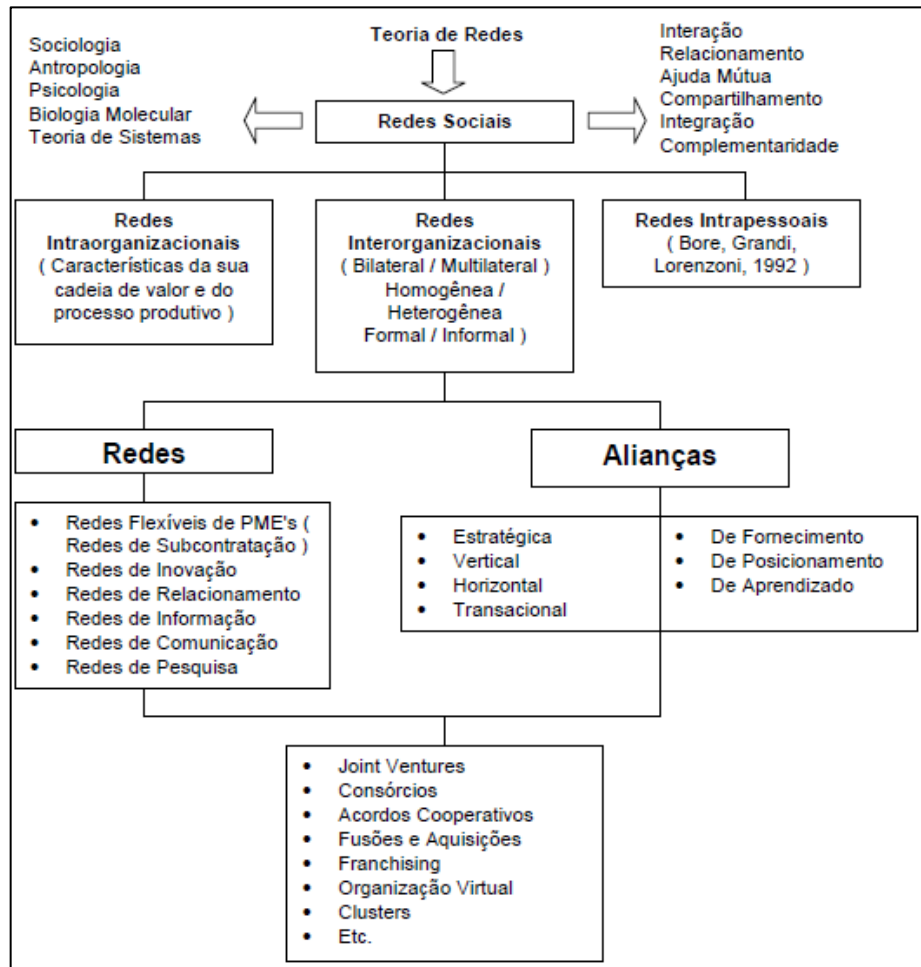 Teoria de Redes
Sociologia
Antropologia
Psicologia
Biologia Molecular
Teoria de Sistemas
Redes Sociais
Interação
Relacionamento
Ajuda Mútua
Compartilhamento
Integração
Complementaridade
Redes
Intraorganizacionais
( Características da sua
cadeia de valor e do
processo produtivo )
Redes
Interorganizacionais
( Bilateral / Multilateral )
Homogênea /
Heterogênea
Formal / Informal )
Redes Intrapessoais
( Bore, Grandi,
Lorenzoni, 1992 )
Redes
Alianças
• Redes Flexíveis de PME's (
Redes de Subcontratação )
• Redes de Inovação
• Redes de Relacionamento
• Redes de Informação
• Redes de Comunicação
• Redes de Pesquisa
• Estratégica
• Vertical
• Horizontal
• Transacional
• De Fornecimento
• De Posicionamento
• De Aprendizado
• Joint Ventures
• Consórcios
• Acordos Cooperativos
• Fusões e Aquisições
• Franchising
• Organização Virtual
• Clusters
• Etc.